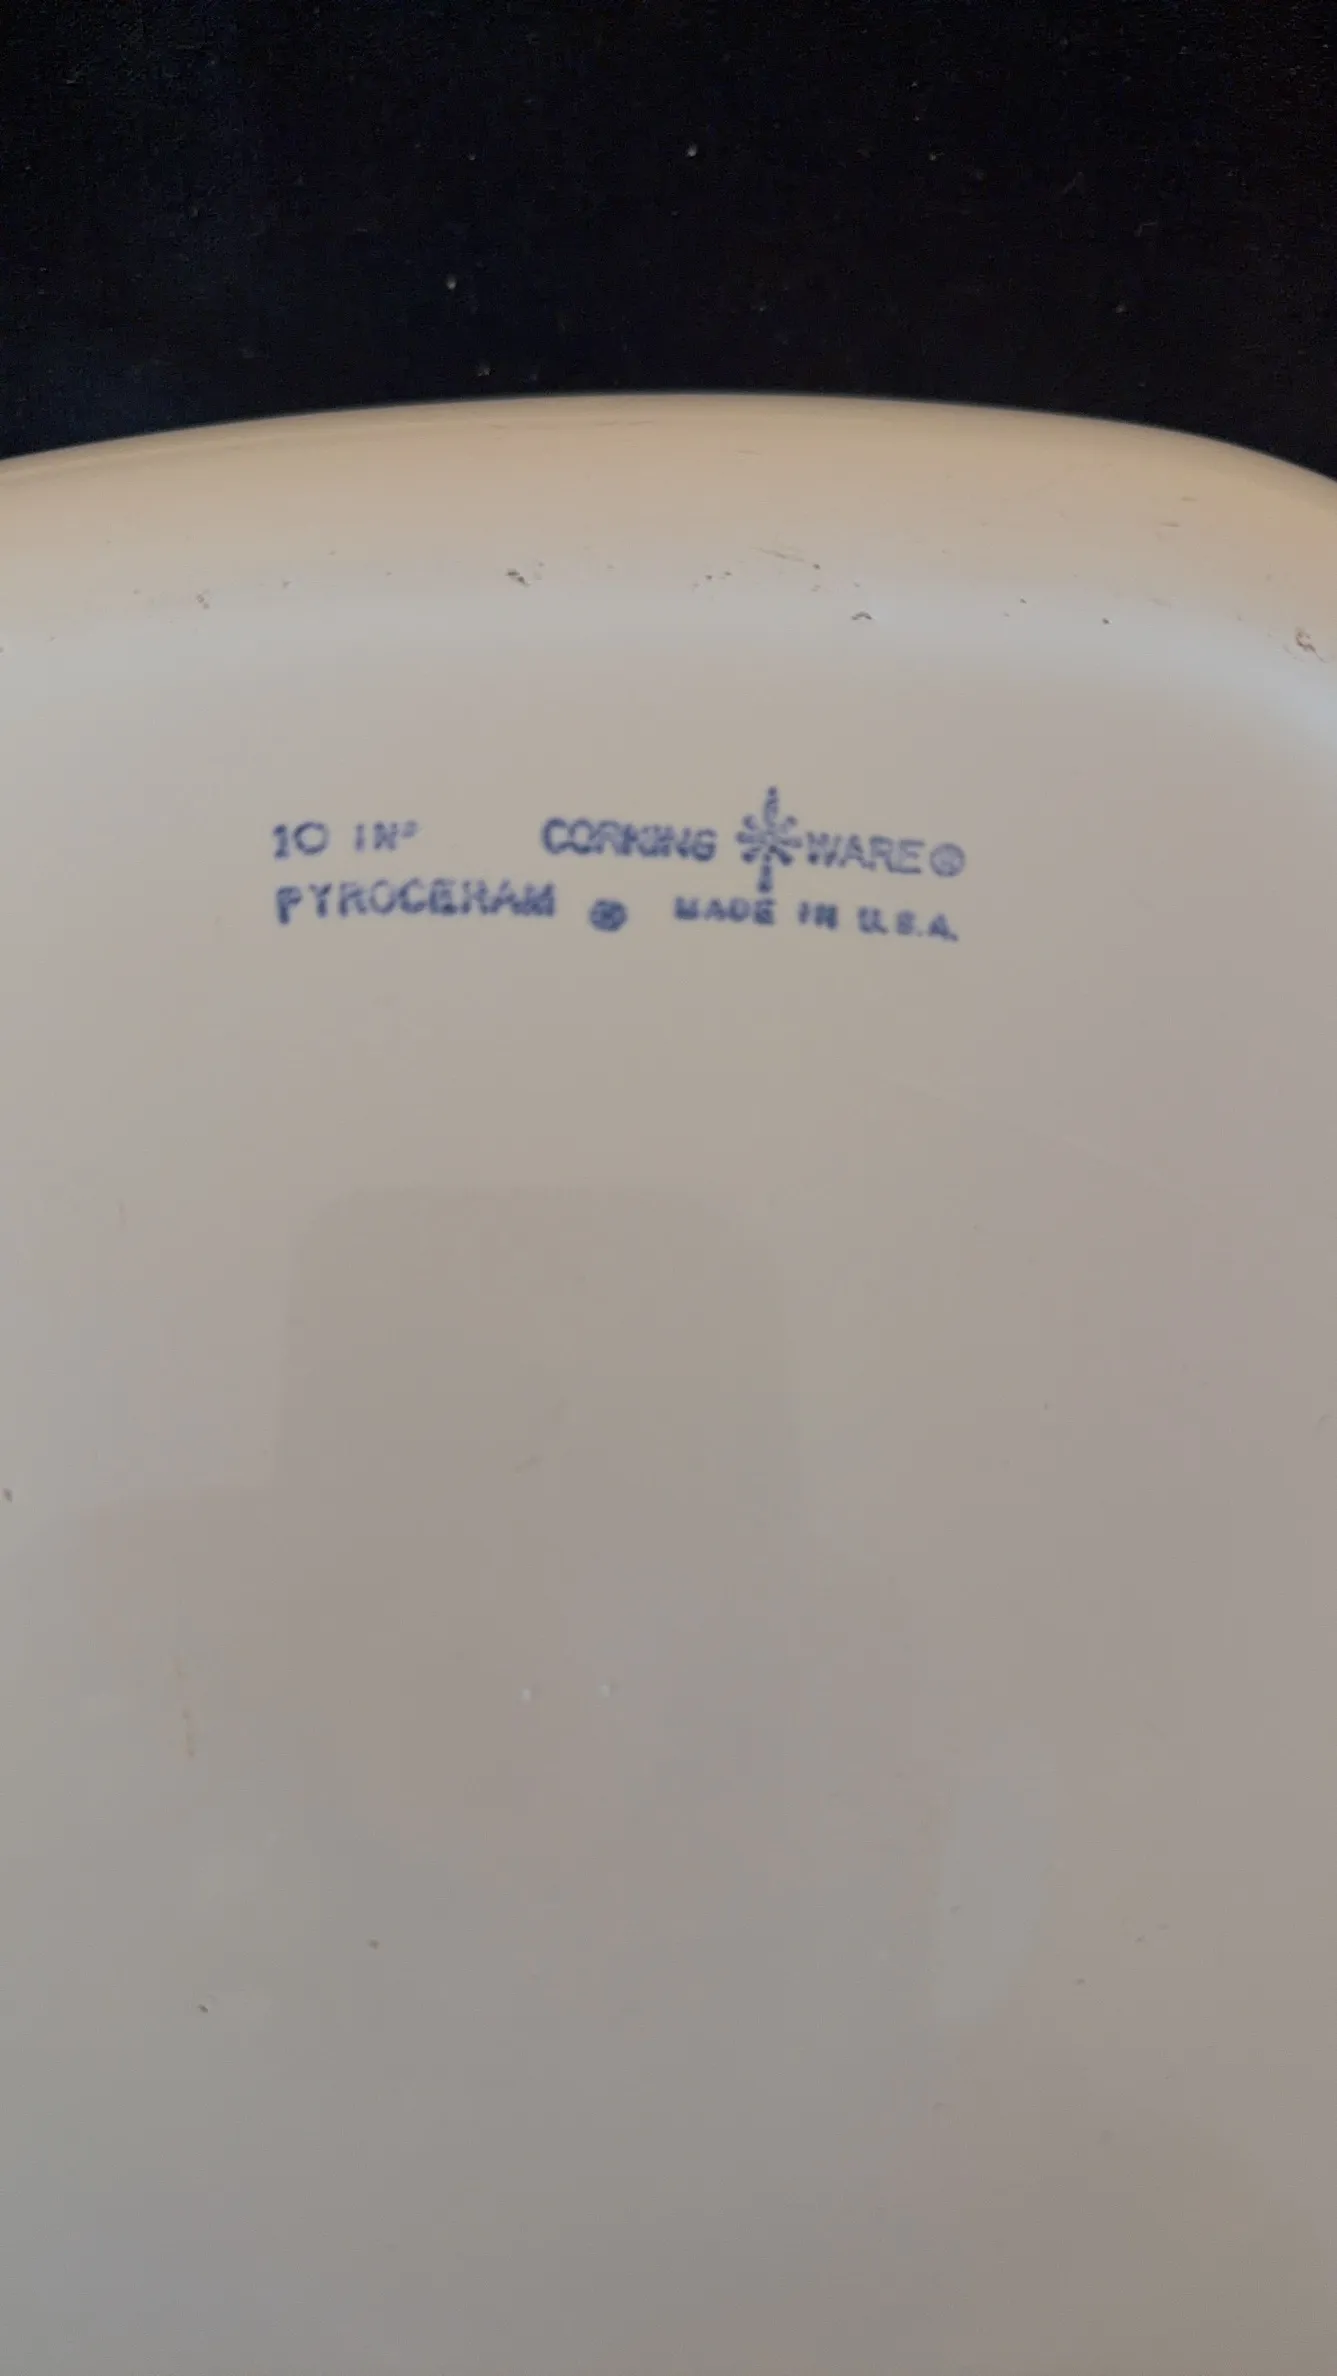 10 IN² CORNING WARE®
PYROCERAM ® MADE IN U.S.A.